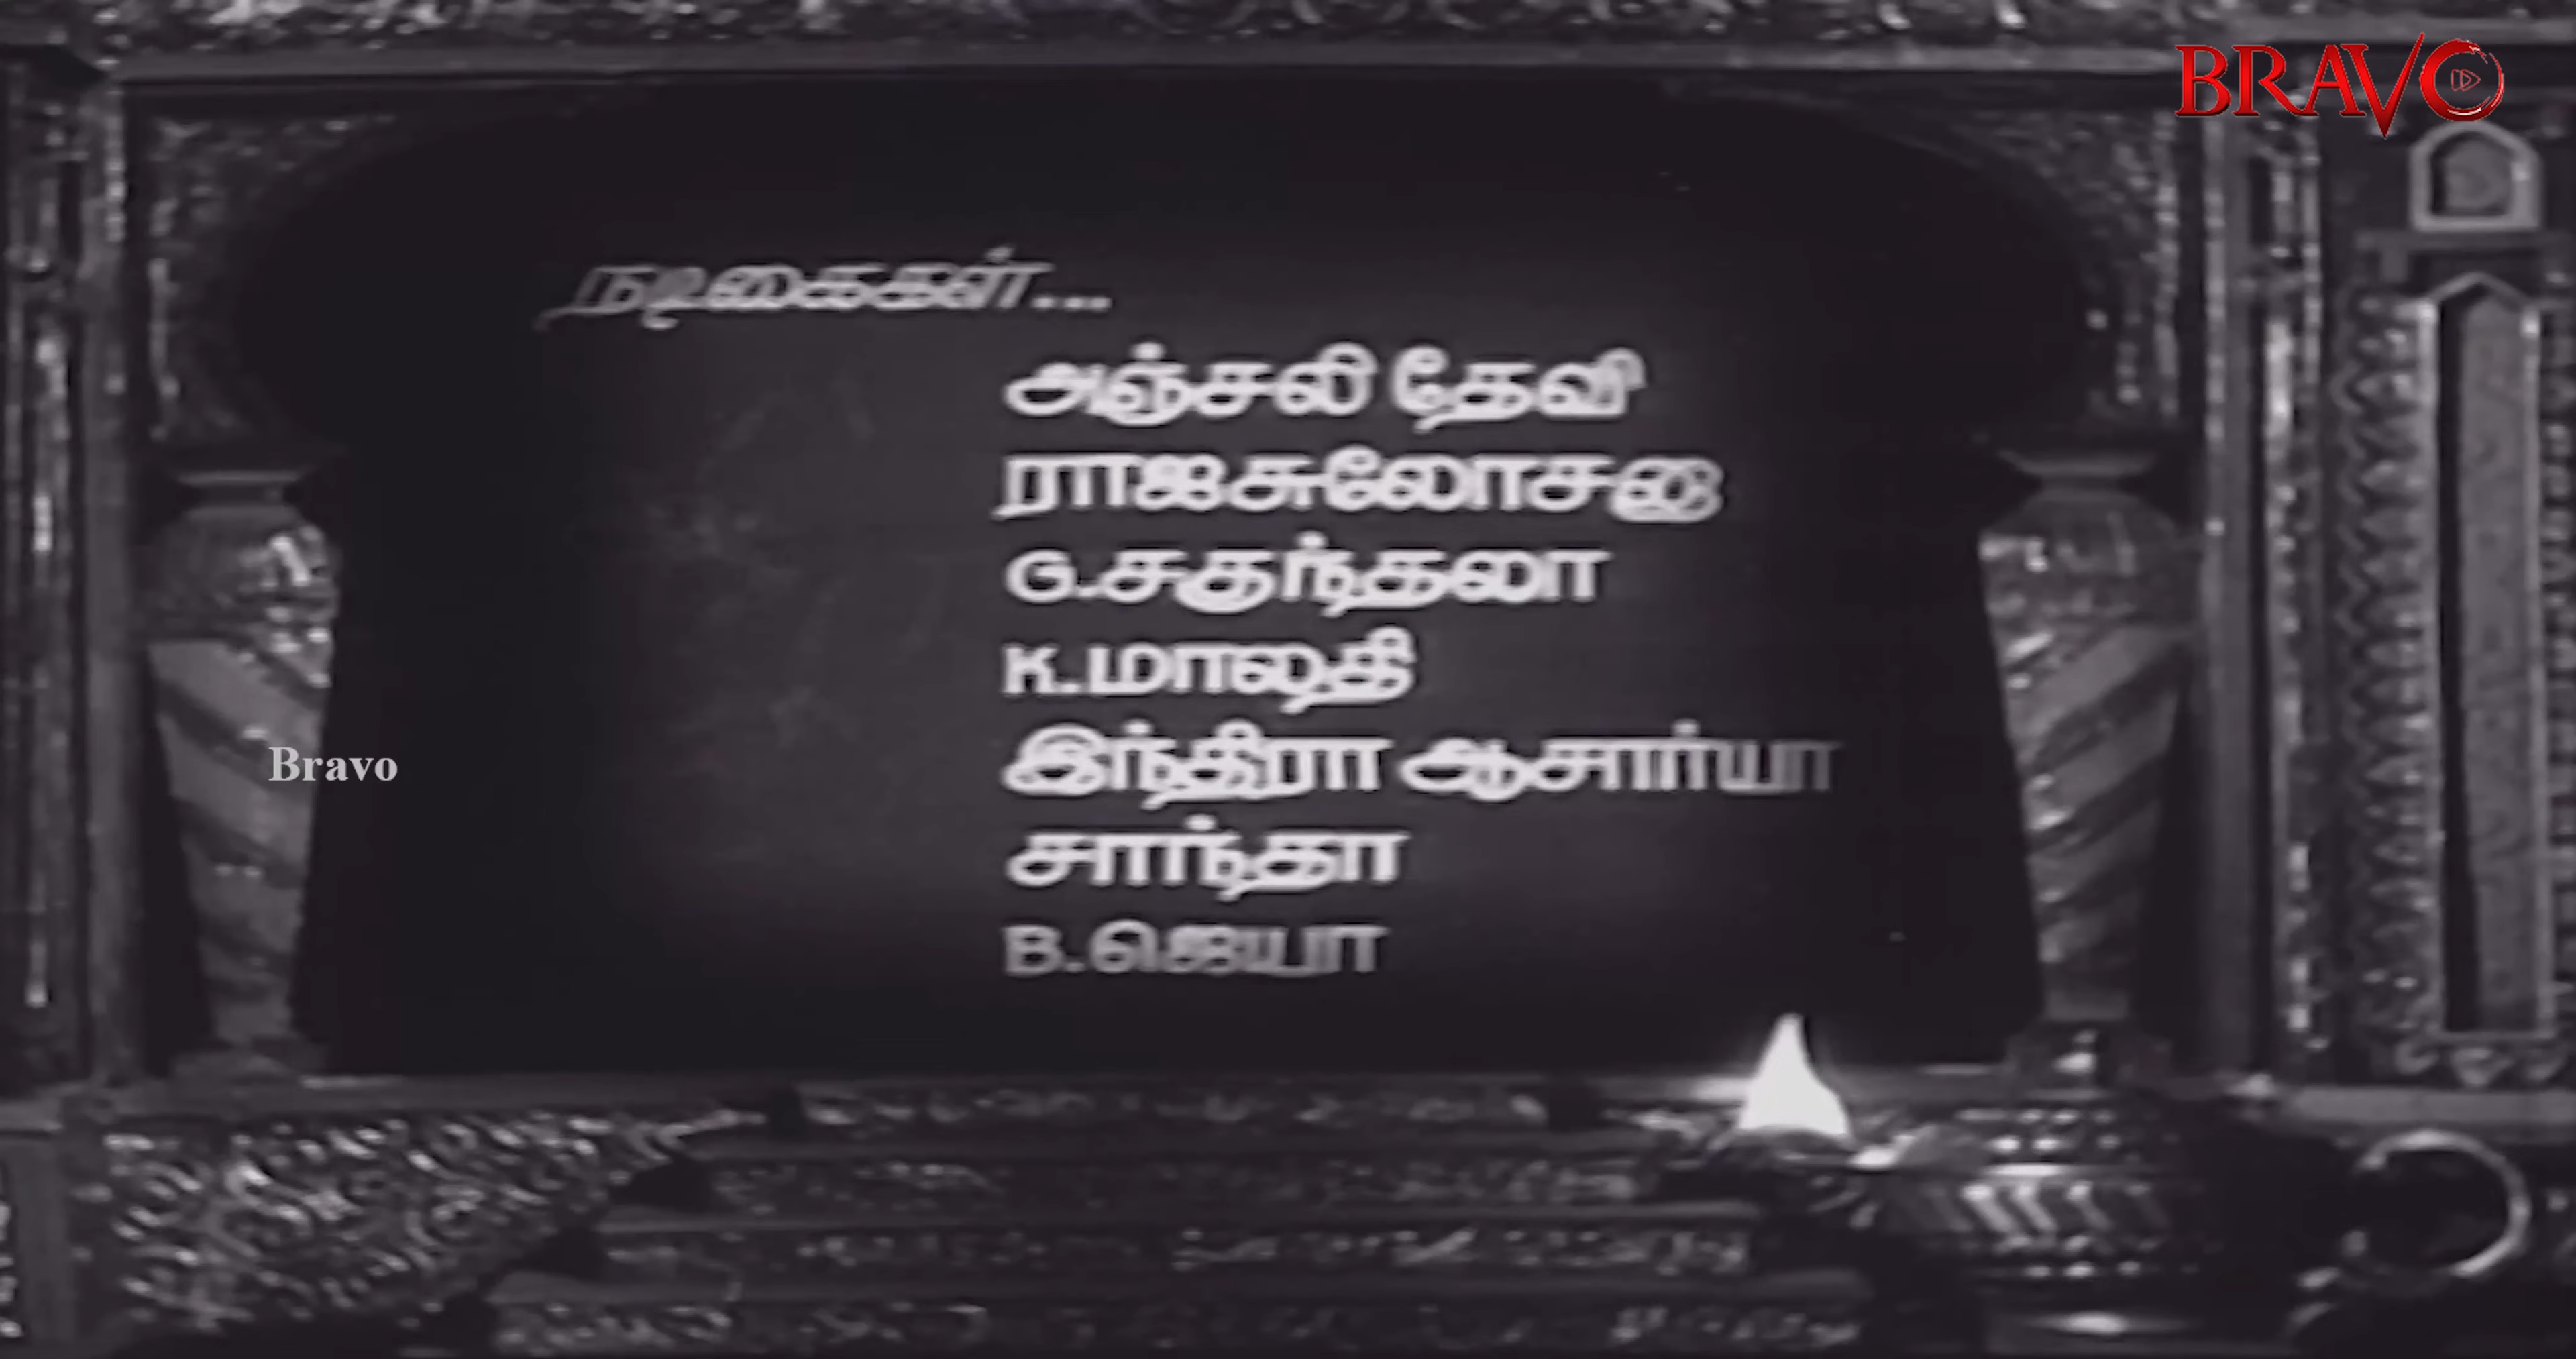 BRAVO
நடிகைகள்...
அஞ்சலி தேவி
ராஜசுலோசனா
G.சகுந்தலா
K.மாலதி
இந்திரா ஆசார்யா
சாந்தா
B.ஜெயா
Bravo